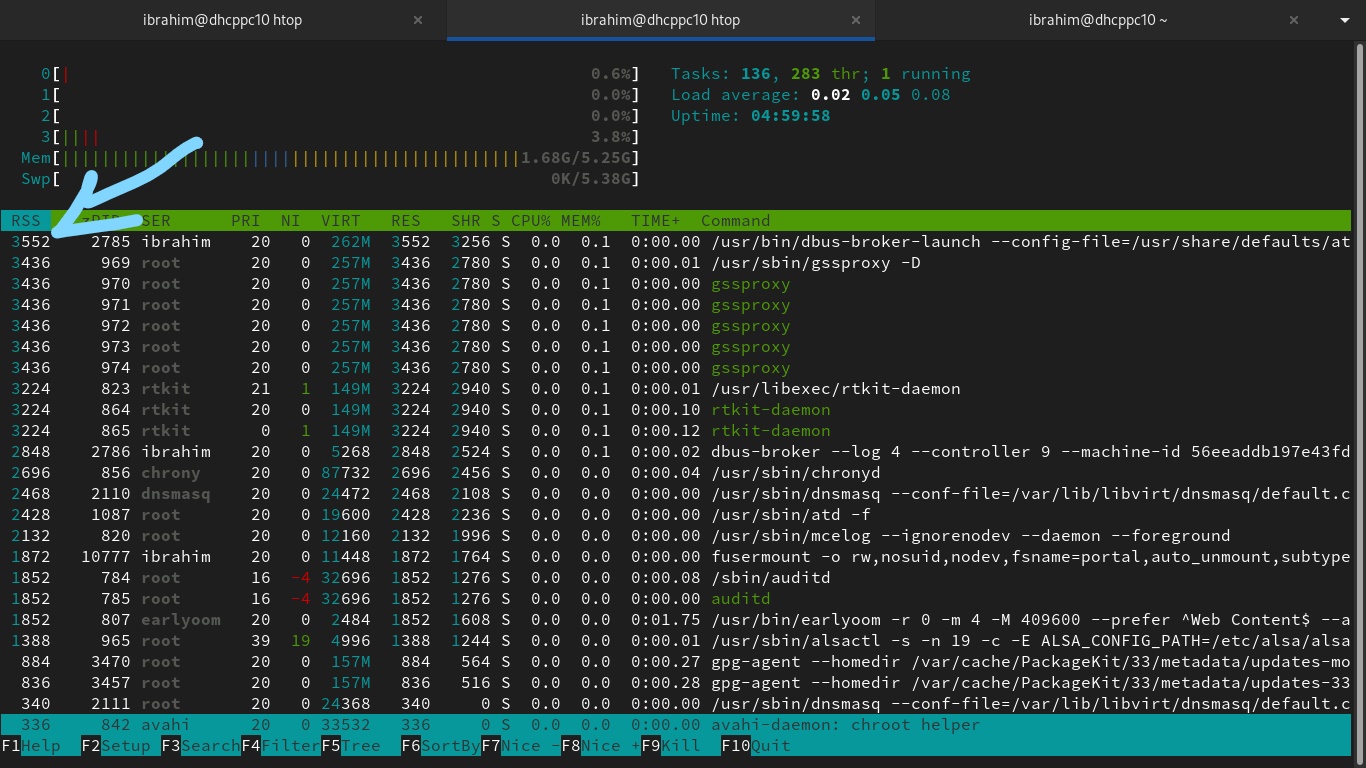 ibrahim@dhcppc10 htop × ibrahim@dhcppc10 htop × ibrahim@dhcppc10 ~ ×
0[| 0.6%] Tasks: 136, 283 thr; 1 running
1[ 0.0%] Load average: 0.02 0.05 0.08
2[ 0.0%] Uptime: 04:59:58
3[|||| 3.8%]
Mem[||||||||||||||||||||||||||||||||||||||||||||||1.68G/5.25G]
Swp[ 0K/5.38G]
RSS SER PRI NI VIRT RES SHR S CPU% MEM% TIME+ Command
3552 2785 ibrahim 20 0 262M 3552 3256 S 0.0 0.1 0:00.00 /usr/bin/dbus-broker-launch --config-file=/usr/share/defaults/at
3436 969 root 20 0 257M 3436 2780 S 0.0 0.1 0:00.01 /usr/sbin/gssproxy -D
3436 970 root 20 0 257M 3436 2780 S 0.0 0.1 0:00.00 gssproxy
3436 971 root 20 0 257M 3436 2780 S 0.0 0.1 0:00.00 gssproxy
3436 972 root 20 0 257M 3436 2780 S 0.0 0.1 0:00.00 gssproxy
3436 973 root 20 0 257M 3436 2780 S 0.0 0.1 0:00.00 gssproxy
3436 974 root 20 0 257M 3436 2780 S 0.0 0.1 0:00.00 gssproxy
3224 823 rtkit 21 1 149M 3224 2940 S 0.0 0.1 0:00.01 /usr/libexec/rtkit-daemon
3224 864 rtkit 20 0 149M 3224 2940 S 0.0 0.1 0:00.10 rtkit-daemon
3224 865 rtkit 0 1 149M 3224 2940 S 0.0 0.1 0:00.12 rtkit-daemon
2848 2786 ibrahim 20 0 5268 2848 2524 S 0.0 0.1 0:00.02 dbus-broker --log 4 --controller 9 --machine-id 56eeaddb197e43fd
2696 856 chrony 20 0 87732 2696 2456 S 0.0 0.0 0:00.04 /usr/sbin/chronyd
2468 2110 dnsmasq 20 0 24472 2468 2108 S 0.0 0.0 0:00.00 /usr/sbin/dnsmasq --conf-file=/var/lib/libvirt/dnsmasq/default.c
2428 1087 root 20 0 19600 2428 2236 S 0.0 0.0 0:00.00 /usr/sbin/atd -f
2132 820 root 20 0 12160 2132 1996 S 0.0 0.0 0:00.00 /usr/sbin/mcelog --ignorenodev --daemon --foreground
1872 10777 ibrahim 20 0 11448 1872 1764 S 0.0 0.0 0:00.00 fusermount -o rw,nosuid,nodev,fsname=portal,auto_unmount,subtype
1852 784 root 16 -4 32696 1852 1276 S 0.0 0.0 0:00.08 /sbin/auditd
1852 785 root 16 -4 32696 1852 1276 S 0.0 0.0 0:00.00 auditd
1852 807 earlyoom 20 0 2484 1852 1608 S 0.0 0.0 0:01.75 /usr/bin/earlyoom -r 0 -m 4 -M 409600 --prefer ^Web Content$ --a
1388 965 root 39 19 4996 1388 1244 S 0.0 0.0 0:00.01 /usr/sbin/alsactl -s -n 19 -c -E ALSA_CONFIG_PATH=/etc/alsa/alsa
884 3470 root 20 0 157M 884 564 S 0.0 0.0 0:00.27 gpg-agent --homedir /var/cache/PackageKit/33/metadata/updates-mo
836 3457 root 20 0 157M 836 516 S 0.0 0.0 0:00.28 gpg-agent --homedir /var/cache/PackageKit/33/metadata/updates-33
340 2111 root 20 0 24368 340 0 S 0.0 0.0 0:00.00 /usr/sbin/dnsmasq --conf-file=/var/lib/libvirt/dnsmasq/default.c
336 842 avahi 20 0 33532 336 0 S 0.0 0.0 0:00.00 avahi-daemon: chroot helper
F1Help F2Setup F3SearchF4FilterF5Tree F6SortByF7Nice -F8Nice +F9Kill F10Quit